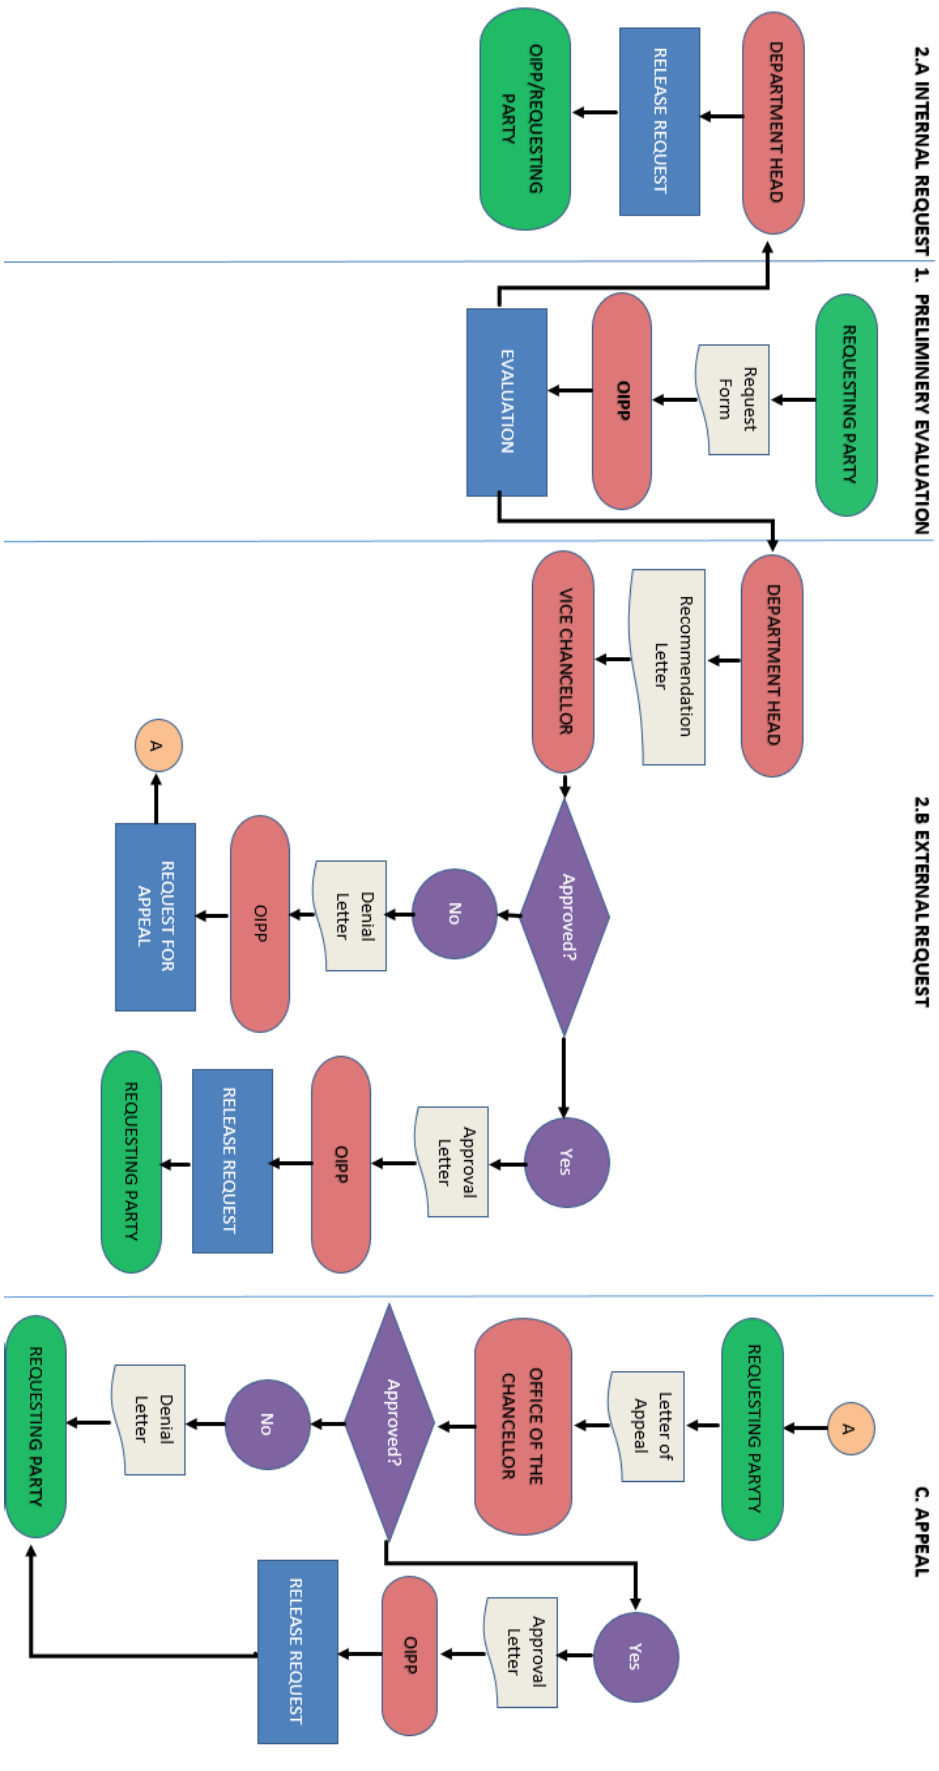 2.A INTERNAL REQUEST
DEPARTMENT HEAD
RELEASE REQUEST
OIPP/REQUESTING
PARTY
1. PRELIMINERY EVALUATION
REQUESTING PARTY
Request
Form
OIPP
EVALUATION
2.B EXTERNAL REQUEST
DEPARTMENT HEAD
Recommendation
Letter
VICE CHANCELLOR
Approved?
No
Denial
Letter
OIPP
REQUEST FOR
APPEAL
A
Yes
Approval
Letter
OIPP
RELEASE REQUEST
REQUESTING PARTY
C. APPEAL
A
REQUESTING PARYTY
Letter of
Appeal
OFFICE OF THE
CHANCELLOR
Approved?
No
Denial
Letter
REQUESTING PARTY
Yes
Approval
Letter
OIPP
RELEASE REQUEST